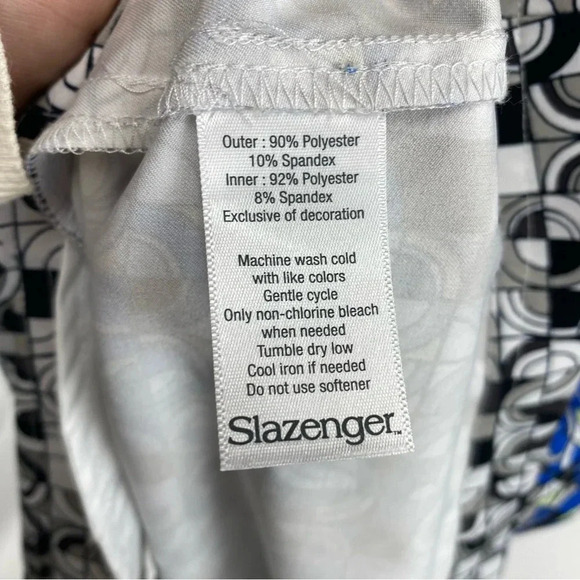 Outer : 90% Polyester
10% Spandex
Inner : 92% Polyester
8% Spandex
Exclusive of decoration
Machine wash cold
with like colors
Gentle cycle
Only non-chlorine bleach
when needed
Tumble dry low
Cool iron if needed
Do not use softener
Slazenger™